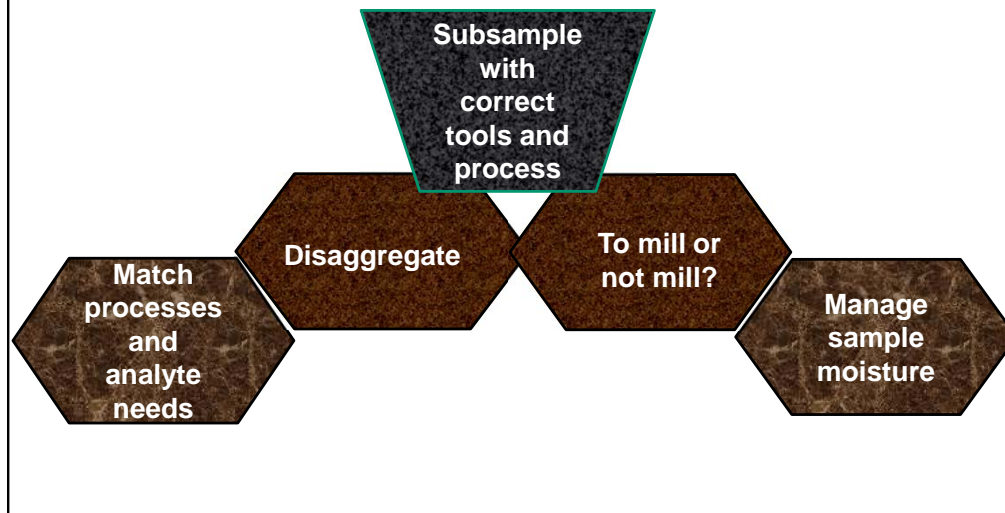 Subsample
with
correct
tools and
process
Disaggregate
To mill or
not mill?
Match
processes
and
analyte
needs
Manage
sample
moisture